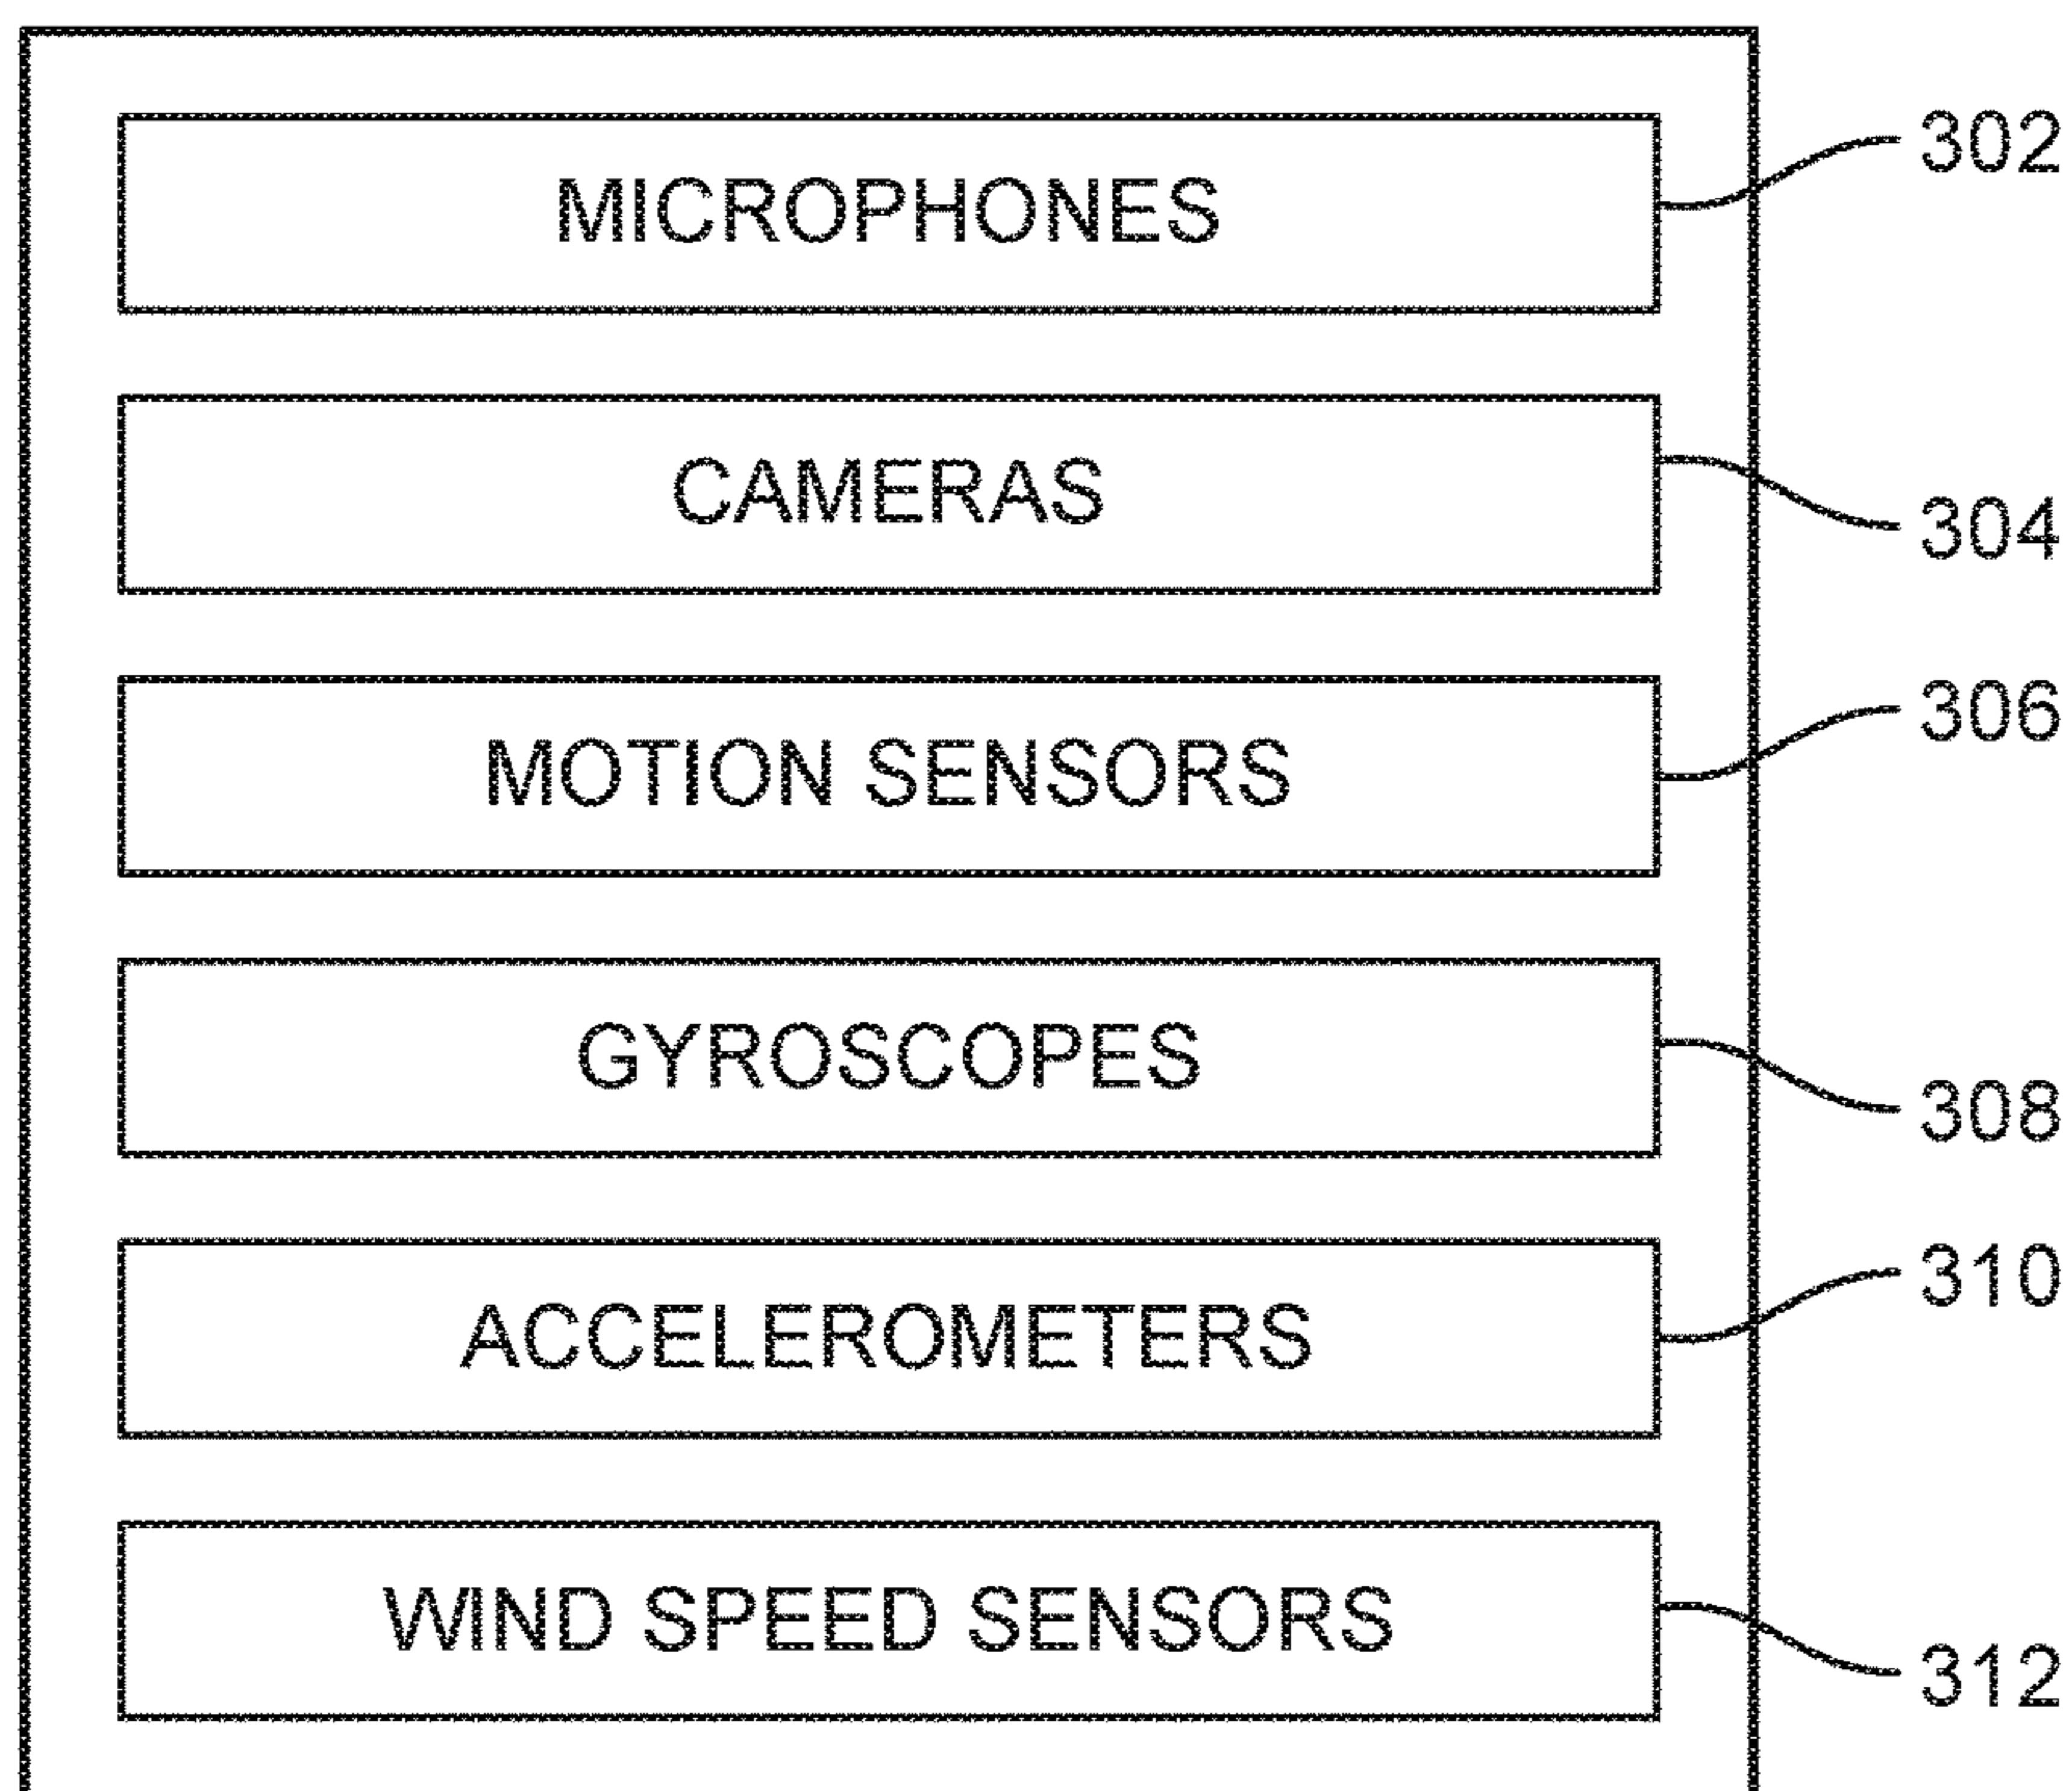 MICROPHONES
302
CAMERAS
304
MOTION SENSORS
306
GYROSCOPES
308
ACCELEROMETERS
310
WIND SPEED SENSORS
312